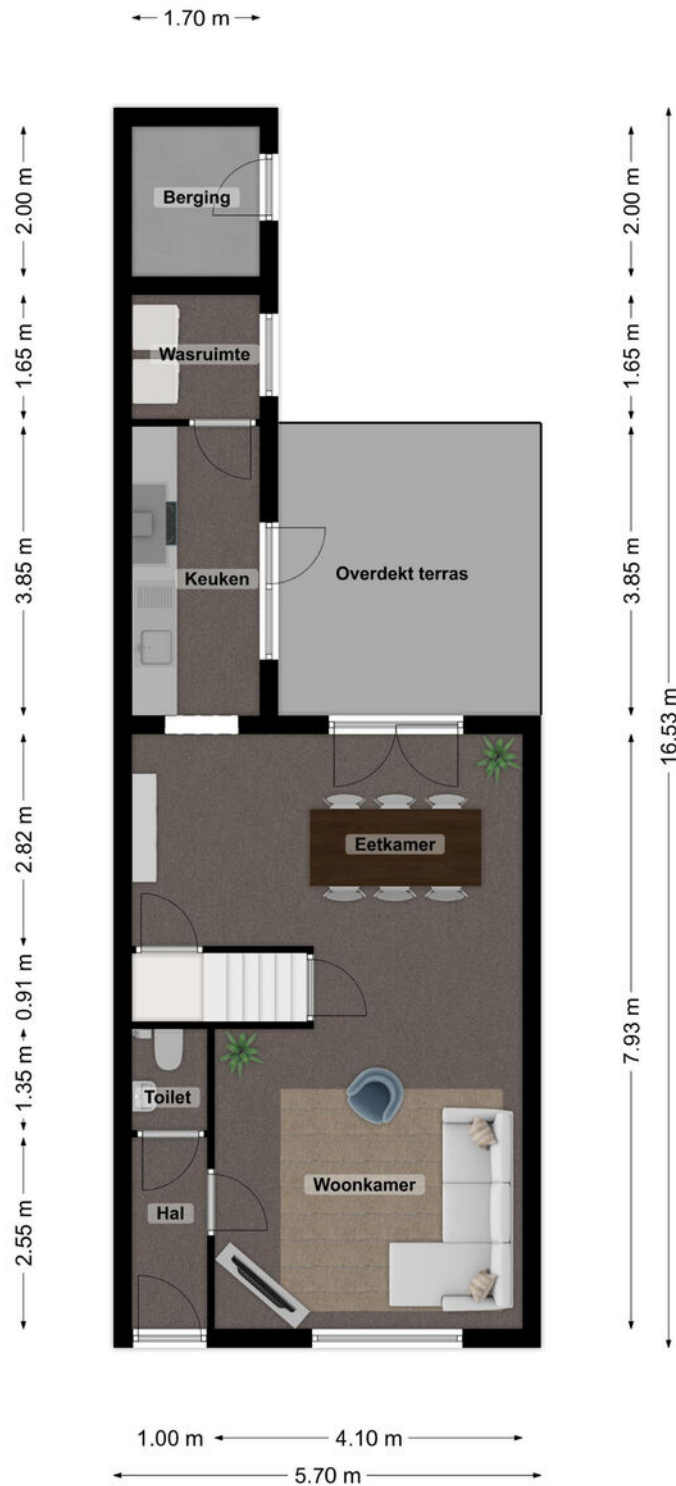 1.70 m
2.00 m
2.00 m
Berging
1.65 m
1.65 m
Wasruimte
3.85 m
3.85 m
Keuken
Overdekt terras
16.53 m
2.82 m
Eetkamer
0.91 m
7.93 m
1.35 m
Toilet
Woonkamer
2.55 m
Hal
1.00 m
4.10 m
5.70 m